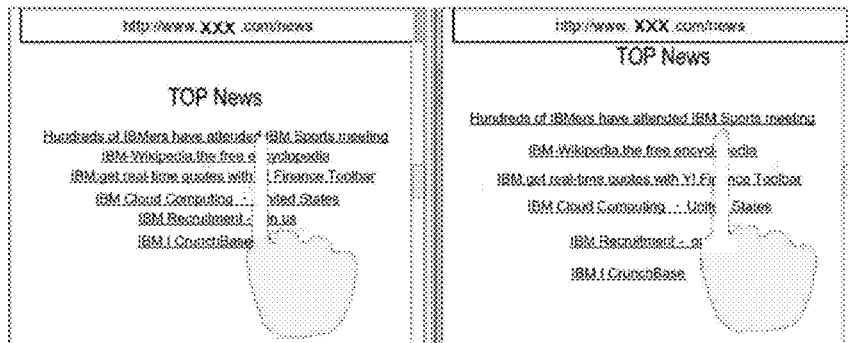 http://www. XXX .com/news
TOP News
Hundreds of IBMers have attended IBM Sports meeting
IBM-Wikipedia,the free encyclopedia
IBM,get real-time quotes with Y! Finance Toolbar
IBM Cloud Computing - United States
IBM Recruitment - join us
IBM | CrunchBase
http://www. XXX .com/news
TOP News
Hundreds of IBMers have attended IBM Sports meeting
IBM-Wikipedia,the free encyclopedia
IBM,get real-time quotes with Y! Finance Toolbar
IBM Cloud Computing - United States
IBM Recruitment -
IBM | CrunchBase